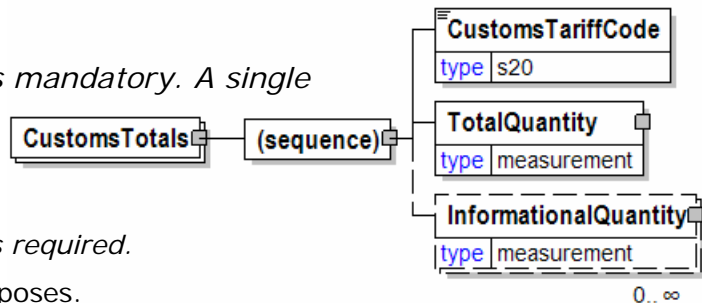 CustomsTariffCode
type s20
s mandatory. A single
TotalQuantity
CustomsTotals (sequence)
type measurement
InformationalQuantity
s required.
type measurement
poses.
0.. ∞